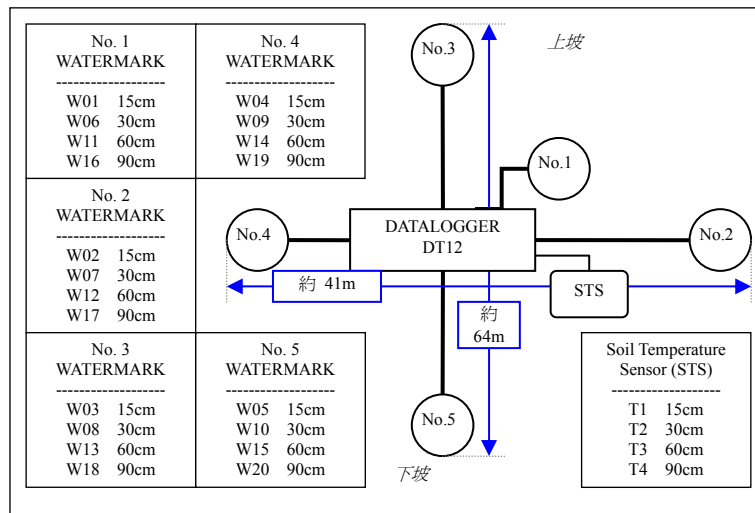 No. 1
WATERMARK
-------------------
W01 15cm
W06 30cm
W11 60cm
W16 90cm
No. 4
WATERMARK
-------------------
W04 15cm
W09 30cm
W14 60cm
W19 90cm
No. 2
WATERMARK
-------------------
W02 15cm
W07 30cm
W12 60cm
W17 90cm
No. 3
WATERMARK
-------------------
W03 15cm
W08 30cm
W13 60cm
W18 90cm
No. 5
WATERMARK
-------------------
W05 15cm
W10 30cm
W15 60cm
W20 90cm
No.3
上坡
No.1
No.4
DATALOGGER
DT12
No.2
約 41m
STS
約
64m
No.5
下坡
Soil Temperature
Sensor (STS)
-------------------
T1 15cm
T2 30cm
T3 60cm
T4 90cm